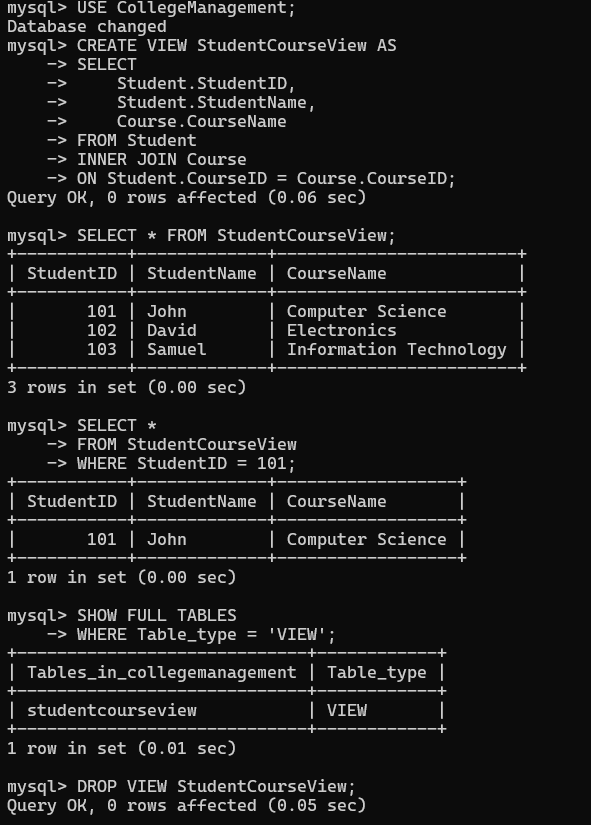 mysql> USE CollegeManagement;
Database changed
mysql> CREATE VIEW StudentCourseView AS
    -> SELECT
    ->     Student.StudentID,
    ->     Student.StudentName,
    ->     Course.CourseName
    -> FROM Student
    -> INNER JOIN Course
    -> ON Student.CourseID = Course.CourseID;
Query OK, 0 rows affected (0.06 sec)

mysql> SELECT * FROM StudentCourseView;
+-----------+-------------+------------------------+
| StudentID | StudentName | CourseName             |
+-----------+-------------+------------------------+
|       101 | John        | Computer Science       |
|       102 | David       | Electronics            |
|       103 | Samuel      | Information Technology |
+-----------+-------------+------------------------+
3 rows in set (0.00 sec)

mysql> SELECT *
    -> FROM StudentCourseView
    -> WHERE StudentID = 101;
+-----------+-------------+------------------+
| StudentID | StudentName | CourseName       |
+-----------+-------------+------------------+
|       101 | John        | Computer Science |
+-----------+-------------+------------------+
1 row in set (0.00 sec)

mysql> SHOW FULL TABLES
    -> WHERE Table_type = 'VIEW';
+-----------------------------+------------+
| Tables_in_collegemanagement | Table_type |
+-----------------------------+------------+
| studentcourseview           | VIEW       |
+-----------------------------+------------+
1 row in set (0.01 sec)

mysql> DROP VIEW StudentCourseView;
Query OK, 0 rows affected (0.05 sec)